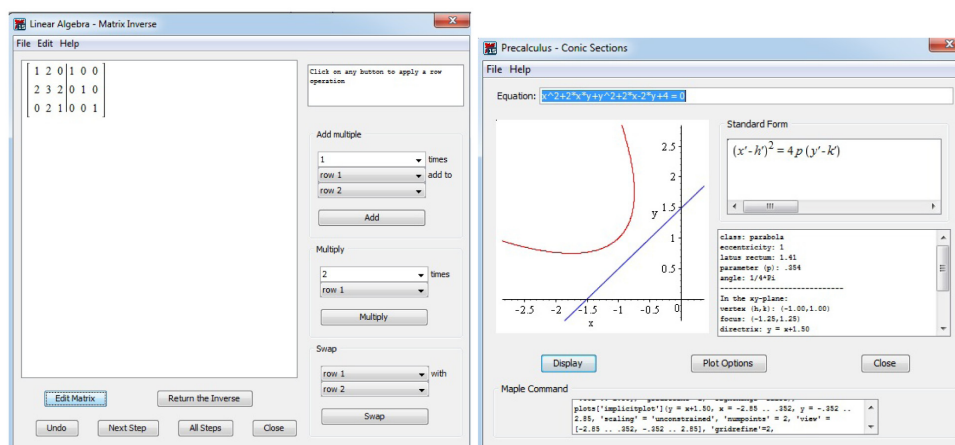 Linear Algebra - Matrix Inverse
File Edit Help
1 2 0 1 0 0
2 3 2 0 1 0
0 2 1 0 0 1
Click on any button to apply a row
operation
Add multiple
1 times
row 1 add to
row 2
Add
Multiply
2 times
row 1
Multiply
Swap
row 1 with
row 2
Swap
Edit Matrix Return the Inverse
Undo Next Step All Steps Close
Precalculus - Conic Sections
File Help
Equation: x^2+2*x*y+y^2+2*x-2*y+4 = 0
2.5
2
y 1.5
1
0.5
-2.5 -2 -1.5 -1 -0.5 0
x
Standard Form
(x'-h')² = 4 p (y'-k')
class: parabola
eccentricity: 1
latus rectum: 1.41
parameter (p): .354
angle: 1/4*Pi
-----------------------------
In the xy-plane:
vertex (h,k): (-1.00,1.00)
focus: (-1.25,1.25)
directrix: y = x+1.50
Display Plot Options Close
Maple Command
plots['implicitplot'](y = x+1.50, x = -2.85 .. .352, y = -.352 ..
2.85, 'scaling' = 'unconstrained', 'numpoints' = 2, 'view' =
[-2.85 .. .352, -.352 .. 2.85], 'gridrefine'=2,